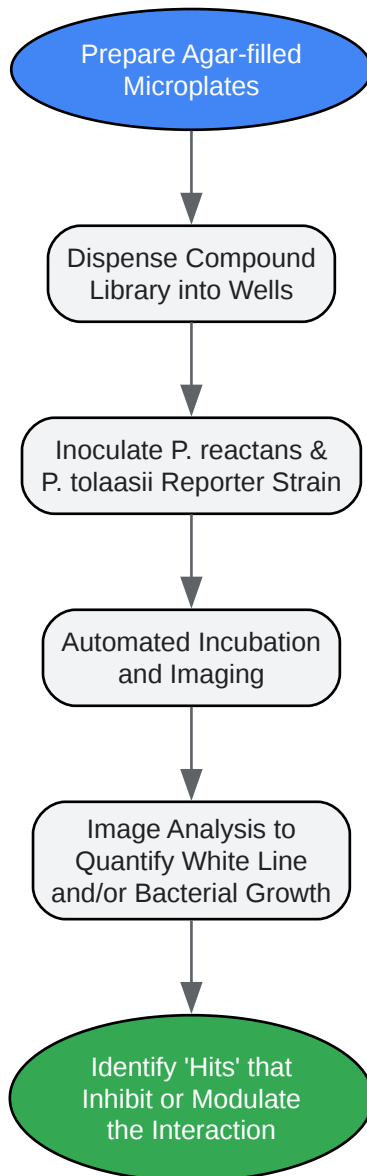 Prepare Agar-filled
Microplates
Dispense Compound
Library into Wells
Inoculate P. reactans &
P. tolaasii Reporter Strain
Automated Incubation
and Imaging
Image Analysis to
Quantify White Line
and/or Bacterial Growth
Identify 'Hits' that
Inhibit or Modulate
the Interaction